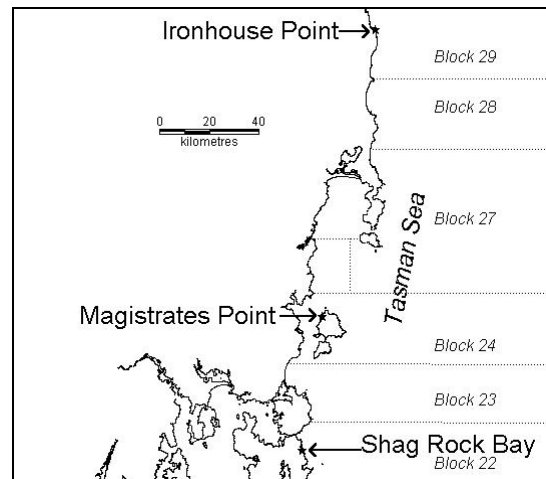 Ironhouse Point
Block 29
Block 28
0 20 40
kilometres
Block 27
Tasman Sea
Magistrates Point
Block 24
Block 23
Shag Rock Bay
Block 22